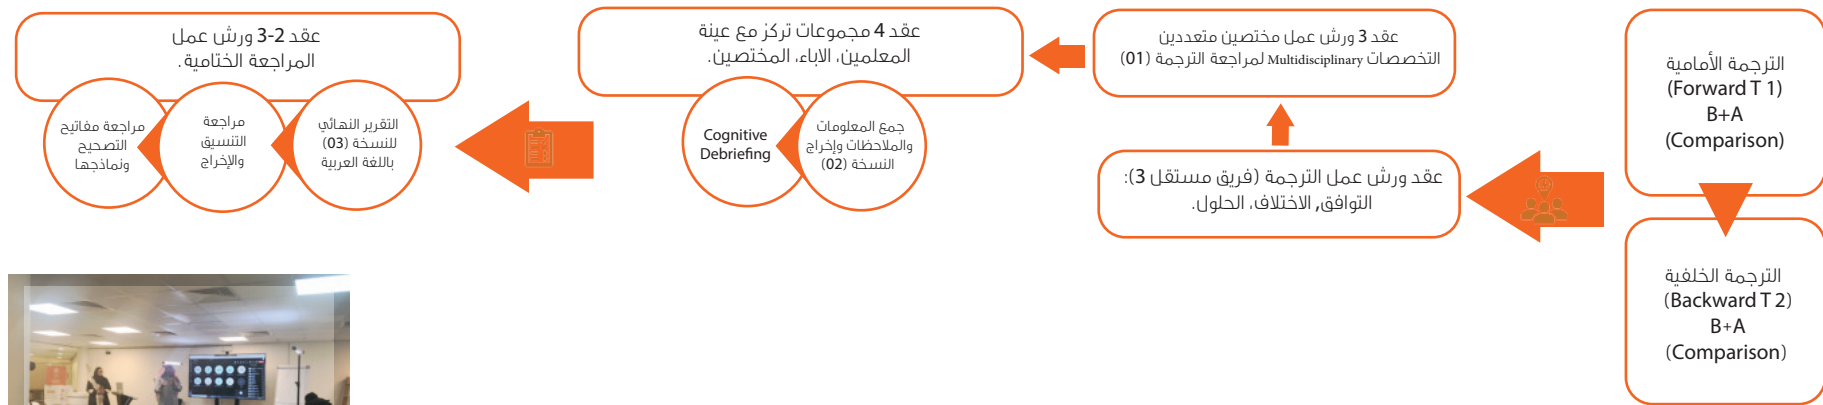 الترجمة الأمامية
(Forward T 1)
B+A
(Comparison)
الترجمة الخلفية
(Backward T 2)
B+A
(Comparison)
عقد ورش عمل الترجمة (فريق مستقل 3):
التوافق, الاختلاف، الحلول.
عقد 3 ورش عمل مختصين متعددين
التخصصات Multidisciplinary لمراجعة الترجمة (01)
عقد 4 مجموعات تركز مع عينة
المعلمين، الاباء، المختصين.
جمع المعلومات
والملاحظات وإخراج
النسخة (02)
Cognitive
Debriefing
عقد 2-3 ورش عمل
المراجعة الختامية.
التقرير النهائي
للنسخة (03)
باللغة العربية
مراجعة
التنسيق
والإخراج
مراجعة مفاتيح
التصحيح
ونماذجها